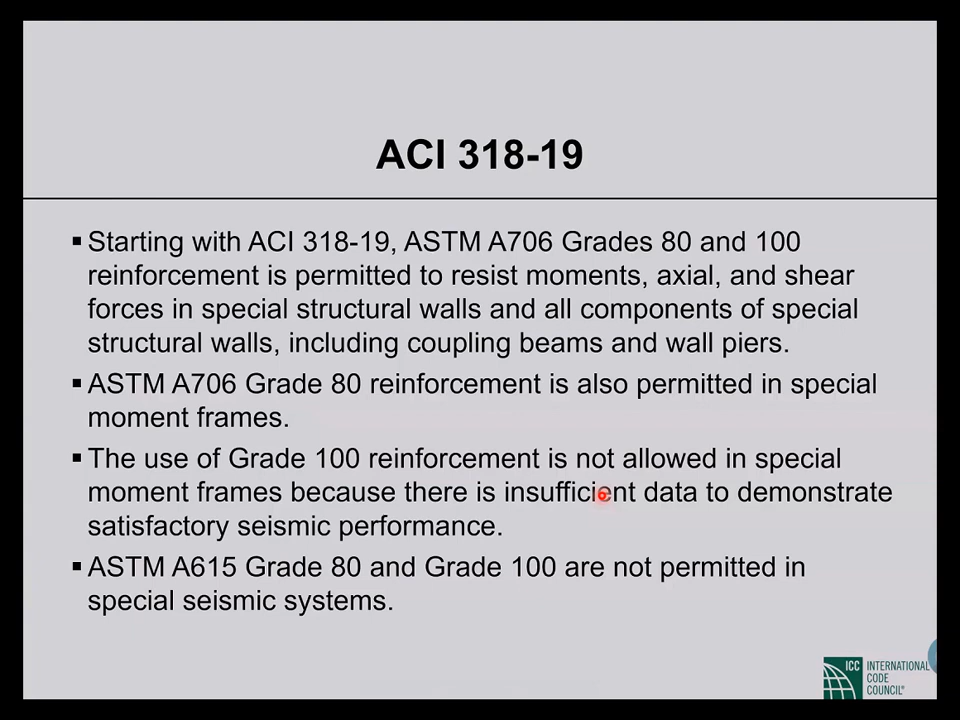 ACI 318-19
▪ Starting with ACI 318-19, ASTM A706 Grades 80 and 100
reinforcement is permitted to resist moments, axial, and shear
forces in special structural walls and all components of special
structural walls, including coupling beams and wall piers.
▪ ASTM A706 Grade 80 reinforcement is also permitted in special
moment frames.
▪ The use of Grade 100 reinforcement is not allowed in special
moment frames because there is insufficient data to demonstrate
satisfactory seismic performance.
▪ ASTM A615 Grade 80 and Grade 100 are not permitted in
special seismic systems.
ICC INTERNATIONAL
CODE
COUNCIL®